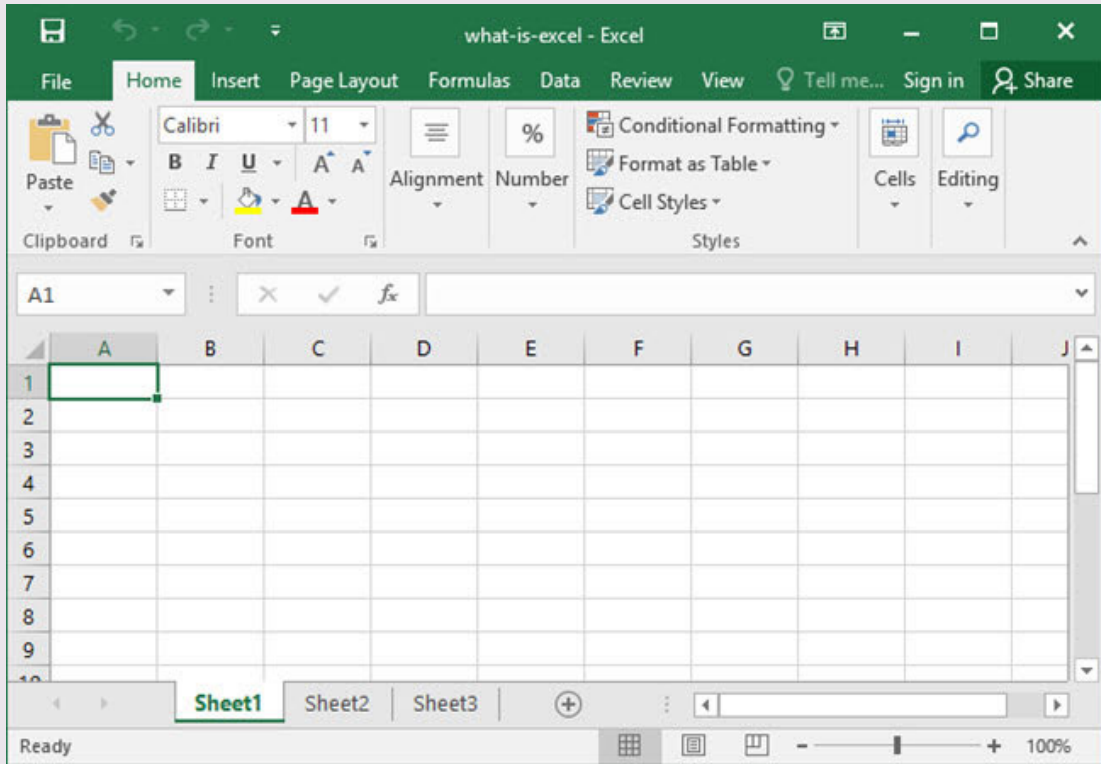 what-is-excel - Excel
File Home Insert Page Layout Formulas Data Review View Tell me... Sign in Share
Calibri 11
% Conditional Formatting
B I U A A Format as Table
Paste Alignment Number Cells Editing
A Cell Styles
Clipboard Font Styles
A1 fx
A B C D E F G H I J
1
2
3
4
5
6
7
8
9
Sheet1 Sheet2 Sheet3
Ready - + 100%